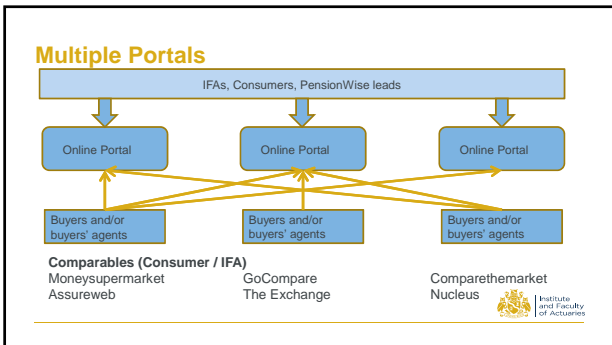 Multiple Portals
IFAs, Consumers, PensionWise leads
Online Portal
Online Portal
Online Portal
Buyers and/or
buyers' agents
Buyers and/or
buyers' agents
Buyers and/or
buyers' agents
Comparables (Consumer / IFA)
Moneysupermarket
Assureweb
GoCompare
The Exchange
Comparethemarket
Nucleus
Institute
and Faculty
of Actuaries